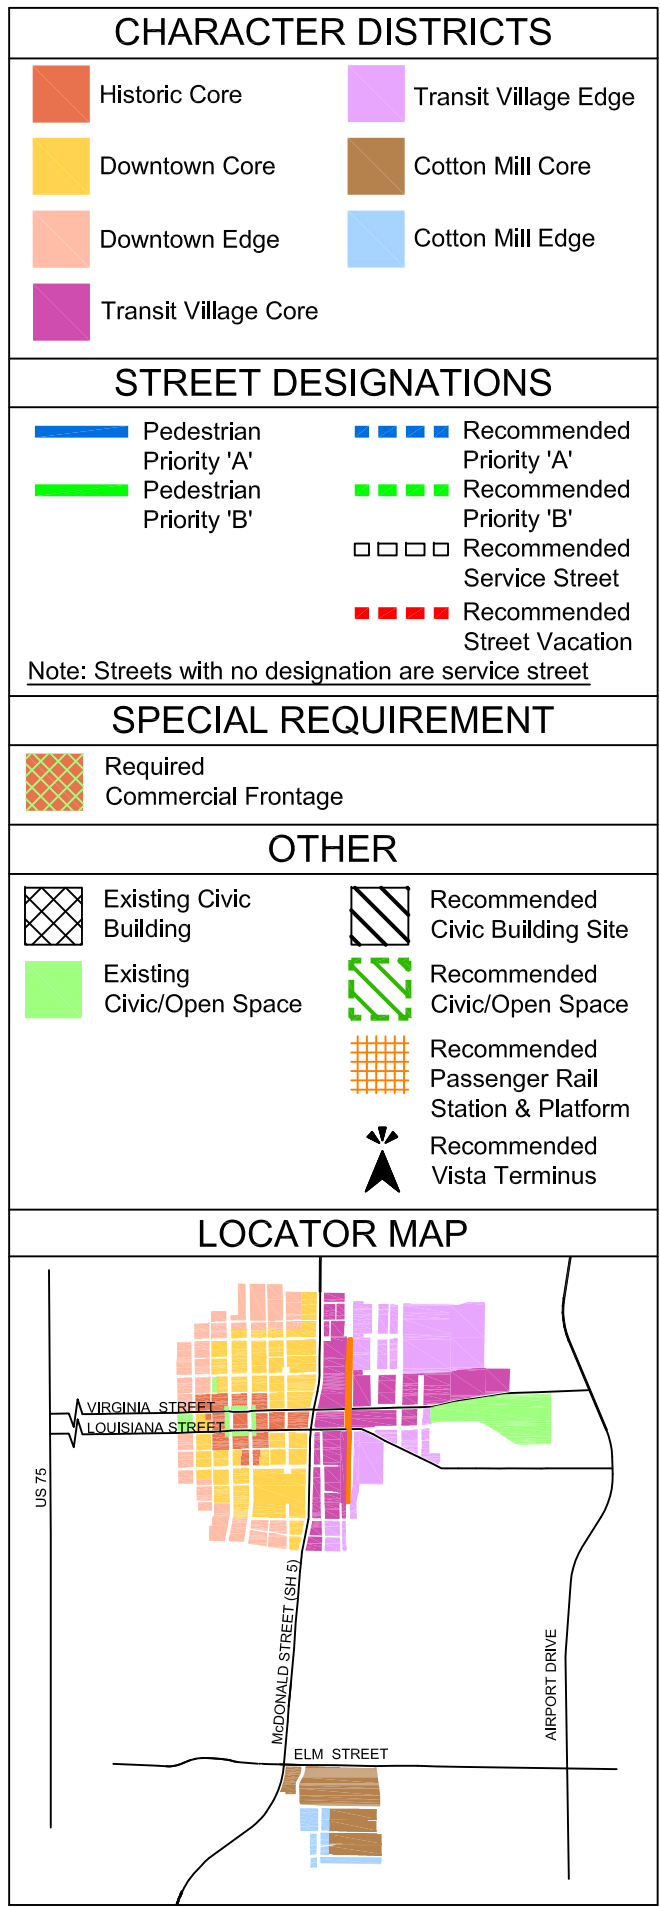 CHARACTER DISTRICTS
Historic Core
Downtown Core
Downtown Edge
Transit Village Core
Transit Village Edge
Cotton Mill Core
Cotton Mill Edge
STREET DESIGNATIONS
Pedestrian
Priority 'A'
Pedestrian
Priority 'B'
Recommended
Priority 'A'
Recommended
Priority 'B'
Recommended
Service Street
Recommended
Street Vacation
Note: Streets with no designation are service street
SPECIAL REQUIREMENT
Required
Commercial Frontage
OTHER
Existing Civic
Building
Existing
Civic/Open Space
Recommended
Civic Building Site
Recommended
Civic/Open Space
Recommended
Passenger Rail
Station & Platform
Recommended
Vista Terminus
LOCATOR MAP
VIRGINIA STREET
LOUISIANA STREET
US 75
McDONALD STREET (SH 5)
AIRPORT DRIVE
ELM STREET